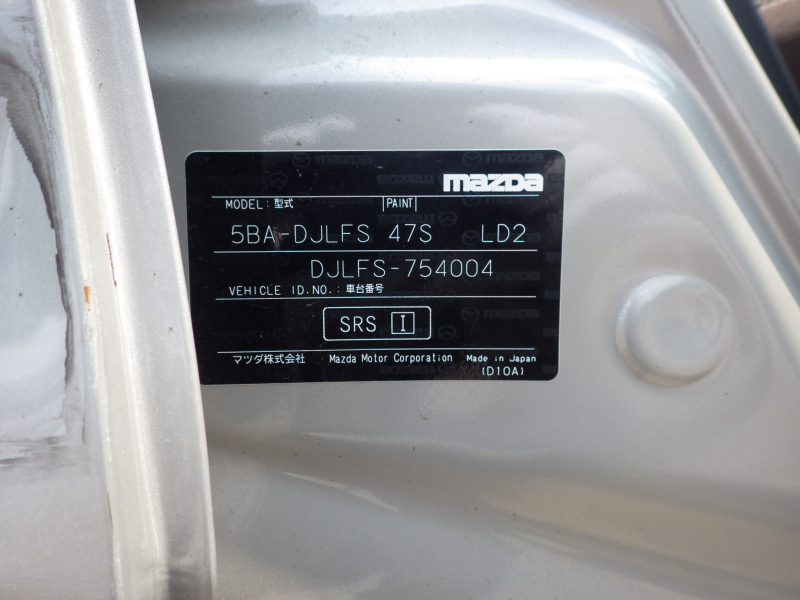 mazda
MODEL:型式 PAINT
5BA-DJLFS 47S LD2
DJLFS-754004
VEHICLE ID.NO.:車台番号
SRS I
マツダ株式会社 Mazda Motor Corporation Made in Japan
(D10A)